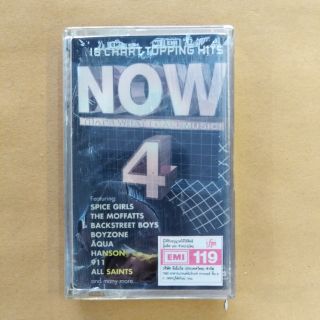 18 CHART TOPPING HITS
NOW
THAT'S WHAT I CALL MUSIC!
4
Featuring
SPICE GIRLS
THE MOFFATTS
BACKSTREET BOYS
BOYZONE
ÂQUA
HANSON
911
ALL SAINTS
and many more...
EMI 119